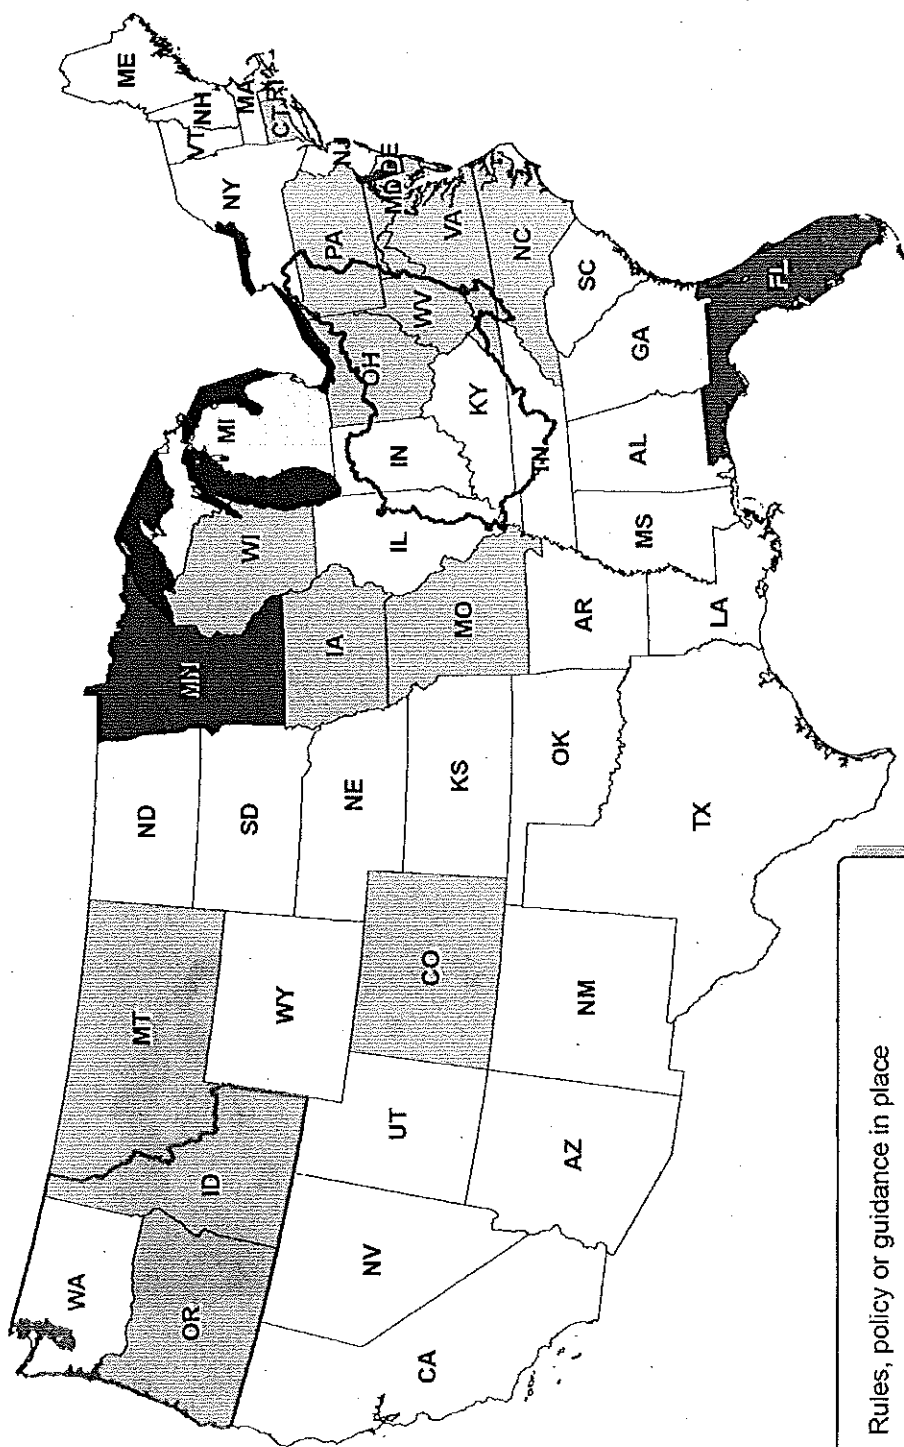 ME
VT
NH
MA
CT
RI
NY
NJ
PA
MD
DE
VA
WV
OH
NC
SC
GA
FL
KY
TN
AL
MS
IN
MI
IL
WI
MN
IA
MO
AR
LA
ND
SD
NE
KS
OK
TX
MT
WY
CO
NM
ID
UT
AZ
WA
OR
NV
CA
Rules, policy or guidance in place